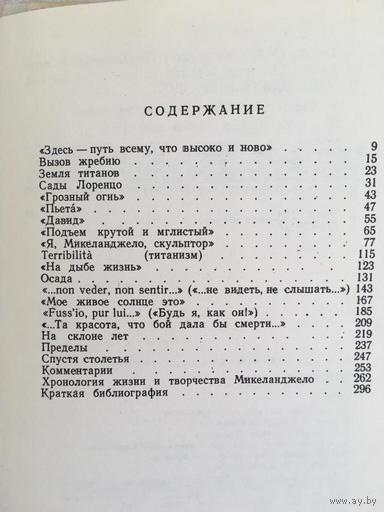 СОДЕРЖАНИЕ
«Здесь — путь всему, что высоко и ново» . . . . . . 9
Вызов жребию . . . . . . . . . . . . . 15
Земля титанов . . . . . . . . . . . . . 23
Сады Лоренцо . . . . . . . . . . . . . 31
«Грозный огнь» . . . . . . . . . . . . . 43
«Пьета́» . . . . . . . . . . . . . . . 47
«Давид» . . . . . . . . . . . . . . . 55
«Подъем крутой и мглистый» . . . . . . . . . 65
«Я, Микеланджело, скульптор» . . . . . . . . . 77
Terribilità (титанизм) . . . . . . . 115
«На дыбе жизнь» . . . . . . . . . . . . 123
Осада . . . . . . . . . . . . . . . . 131
«...non veder, non sentir...» («...не видеть, не слышать...») 143
«Мое живое солнце это» . . . . . . . . . . 167
«Fuss'io, pur lui...» («Будь я, как он!») . . . . . . 185
«...Та красота, что бой дала бы смерти...» . . . . . 209
На склоне лет . . . . . . . . . . . . . 219
Пределы . . . . . . . . . . . . . . . 237
Спустя столетья . . . . . . . . . . . . 247
Комментарии . . . . . . . . . . . . . 253
Хронология жизни и творчества Микеланджело . . . 262
Краткая библиография . . . . . . . . . . 296
www.ay.by